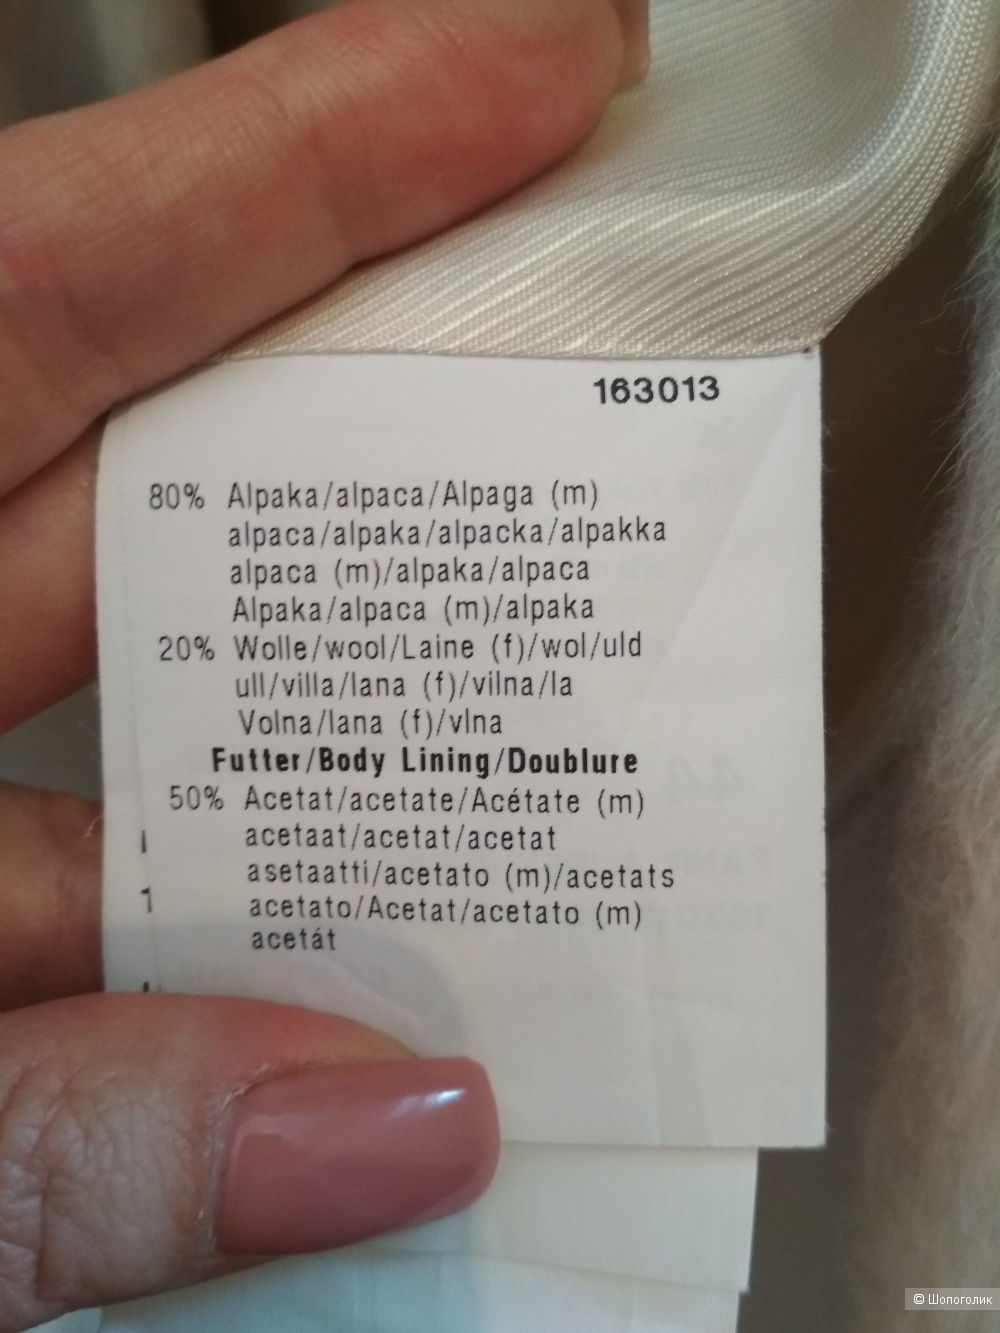 163013
80% Alpaka/alpaca/Alpaga (m)
alpaca/alpaka/alpacka/alpakka
alpaca (m)/alpaka/alpaca
Alpaka/alpaca (m)/alpaka
20% Wolle/wool/Laine (f)/wol/uld
ull/villa/lana (f)/vilna/la
Volna/lana (f)/vlna
Futter/Body Lining/Doublure
50% Acetat/acetate/Acétate (m)
acetaat/acetat/acetat
asetaatti/acetato (m)/acetats
acetato/Acetat/acetato (m)
acetát
© Шопоголик